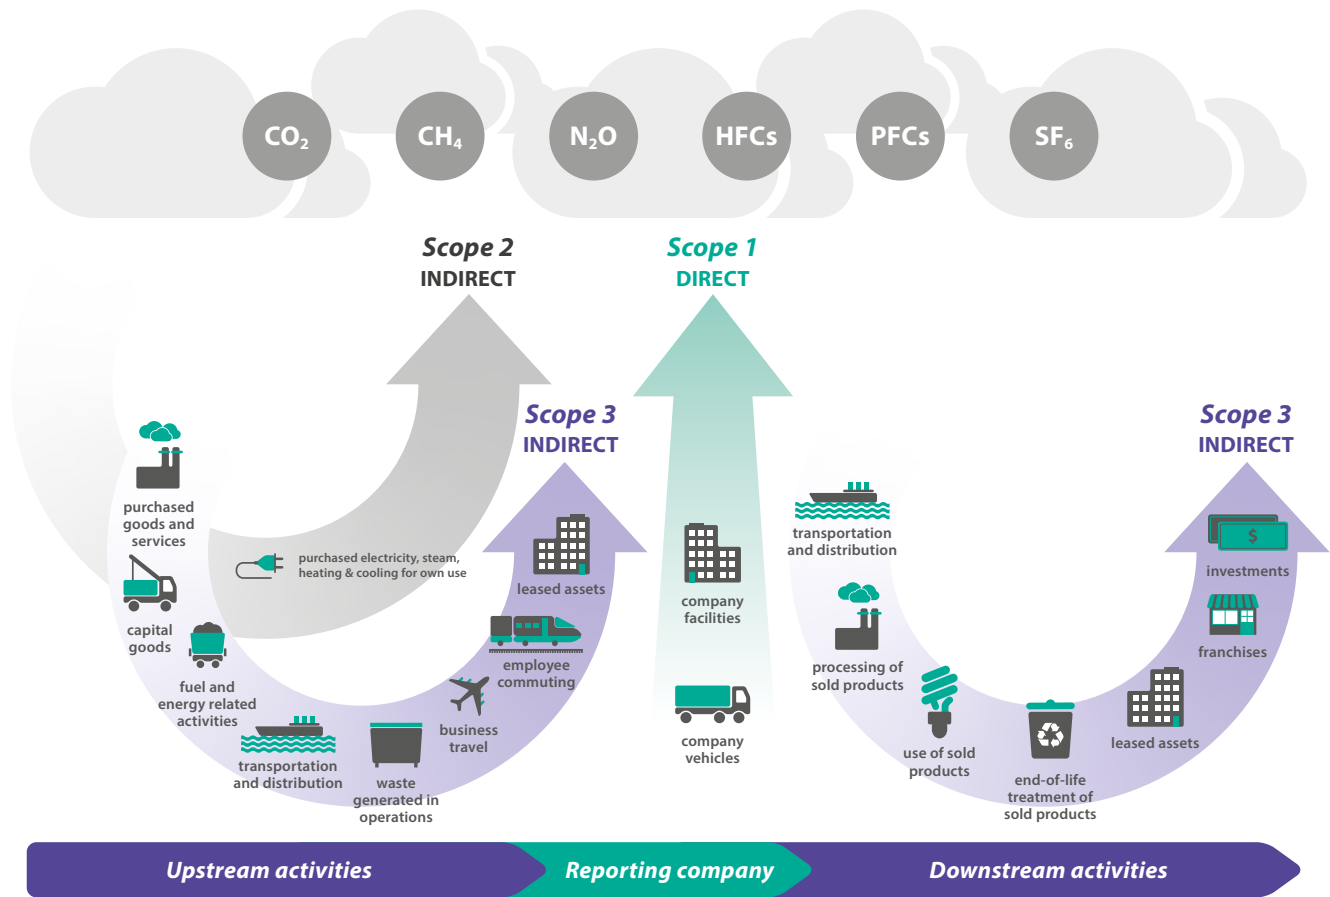 CO₂
CH₄
N₂O
HFCs
PFCs
SF₆
Scope 2
INDIRECT
Scope 1
DIRECT
Scope 3
INDIRECT
Scope 3
INDIRECT
purchased
goods and
services
capital
goods
fuel and
energy related
activities
transportation
and distribution
waste
generated in
operations
business
travel
employee
commuting
leased assets
purchased electricity, steam,
heating & cooling for own use
company
facilities
company
vehicles
transportation
and distribution
processing of
sold products
use of sold
products
end-of-life
treatment of
sold products
leased assets
franchises
investments
$
Upstream activities
Reporting company
Downstream activities